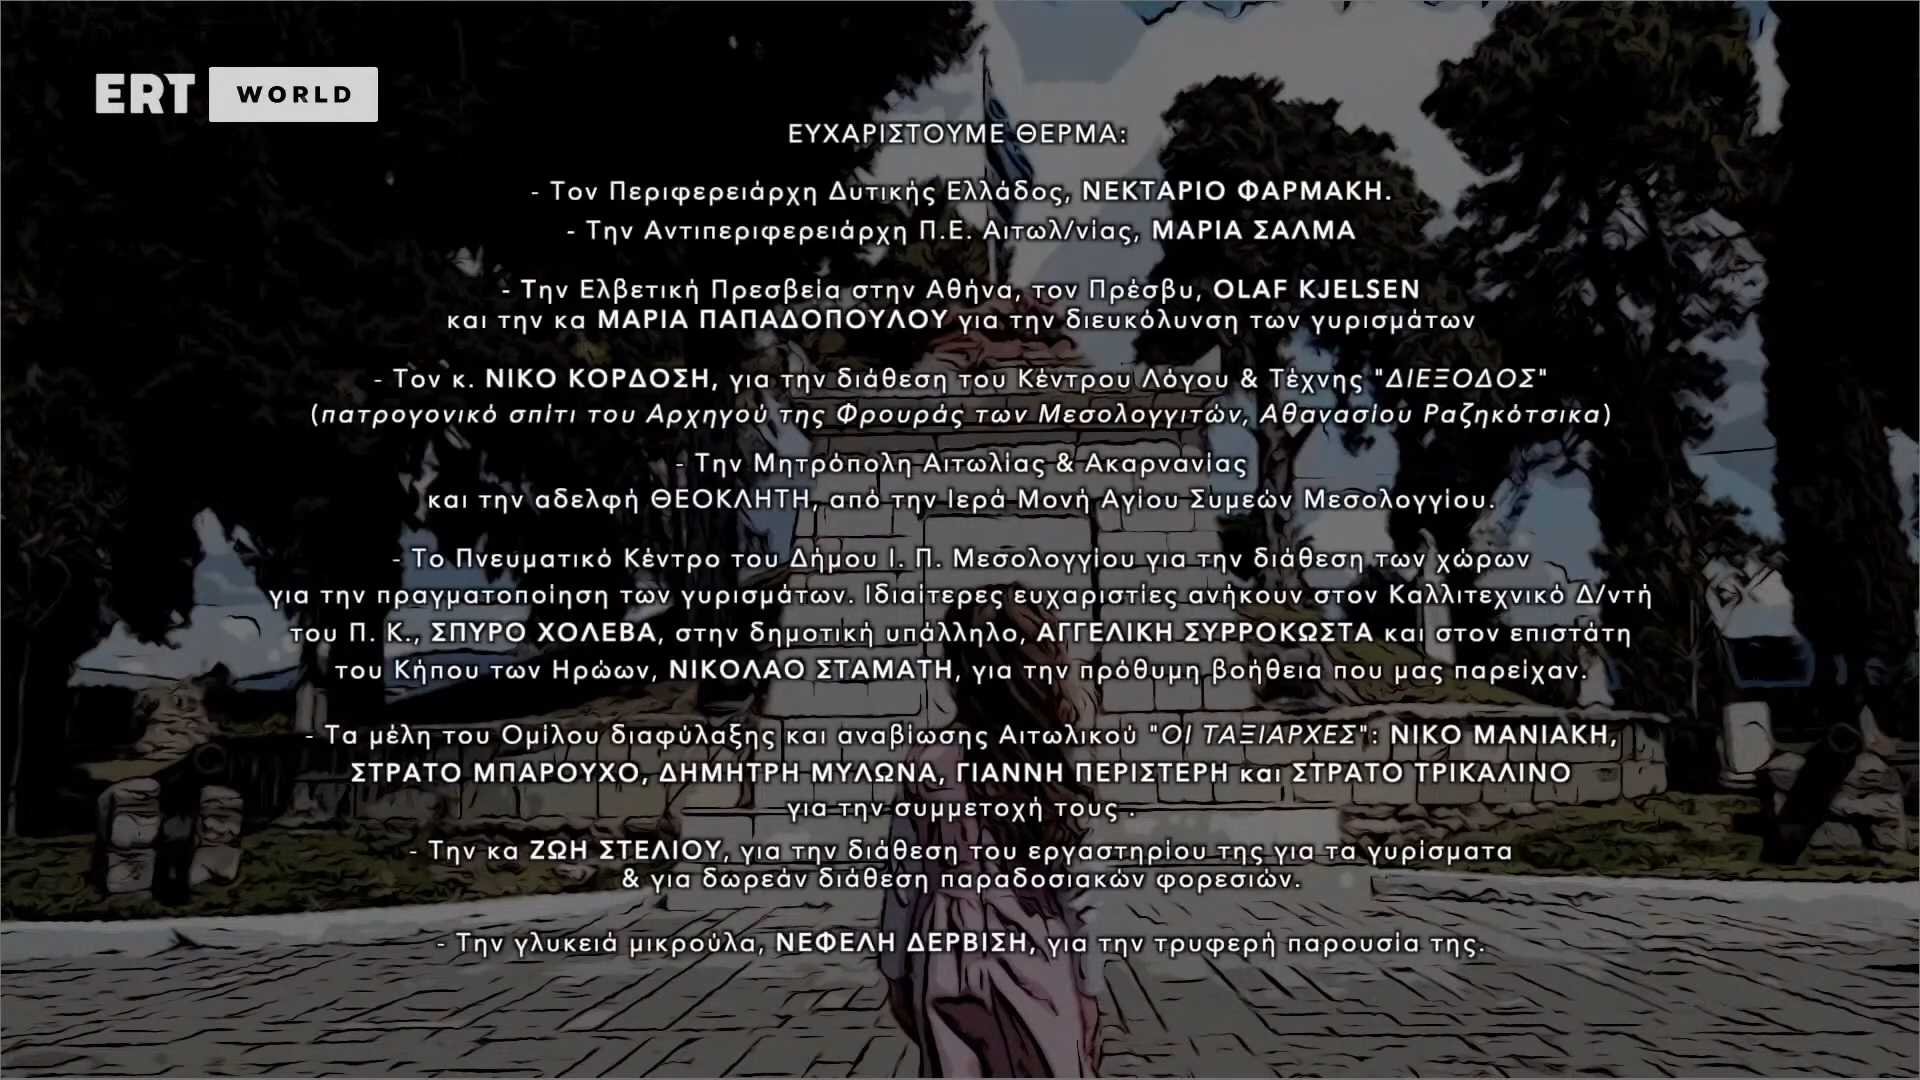 ERT WORLD
ΕΥΧΑΡΙΣΤΟΥΜΕ ΘΕΡΜΑ:
- Τον Περιφερειάρχη Δυτικής Ελλάδος, ΝΕΚΤΑΡΙΟ ΦΑΡΜΑΚΗ.
- Την Αντιπεριφερειάρχη Π.Ε. Αιτωλ/νίας, ΜΑΡΙΑ ΣΑΛΜΑ
- Την Ελβετική Πρεσβεία στην Αθήνα, τον Πρέσβυ, OLAF KJELSEN
και την κα ΜΑΡΙΑ ΠΑΠΑΔΟΠΟΥΛΟΥ για την διευκόλυνση των γυρισμάτων
- Τον κ. ΝΙΚΟ ΚΟΡΔΟΣΗ, για την διάθεση του Κέντρου Λόγου & Τέχνης "ΔΙΕΞΟΔΟΣ"
(πατρογονικό σπίτι του Αρχηγού της Φρουράς των Μεσολογγιτών, Αθανασίου Ραζηκότσικα)
- Την Μητρόπολη Αιτωλίας & Ακαρνανίας
και την αδελφή ΘΕΟΚΛΗΤΗ, από την Ιερά Μονή Αγίου Συμεών Μεσολογγίου.
- Το Πνευματικό Κέντρο του Δήμου Ι. Π. Μεσολογγίου για την διάθεση των χώρων
για την πραγματοποίηση των γυρισμάτων. Ιδιαίτερες ευχαριστίες ανήκουν στον Καλλιτεχνικό Δ/ντή
του Π. Κ., ΣΠΥΡΟ ΧΟΛΕΒΑ, στην δημοτική υπάλληλο, ΑΓΓΕΛΙΚΗ ΣΥΡΡΟΚΩΣΤΑ και στον επιστάτη
του Κήπου των Ηρώων, ΝΙΚΟΛΑΟ ΣΤΑΜΑΤΗ, για την πρόθυμη βοήθεια που μας παρείχαν.
- Τα μέλη του Ομίλου διαφύλαξης και αναβίωσης Αιτωλικού "ΟΙ ΤΑΞΙΑΡΧΕΣ": ΝΙΚΟ ΜΑΝΙΑΚΗ,
ΣΤΡΑΤΟ ΜΠΑΡΟΥΧΟ, ΔΗΜΗΤΡΗ ΜΥΛΩΝΑ, ΓΙΑΝΝΗ ΠΕΡΙΣΤΕΡΗ και ΣΤΡΑΤΟ ΤΡΙΚΑΛΙΝΟ
για την συμμετοχή τους .
- Την κα ΖΩΗ ΣΤΕΛΙΟΥ, για την διάθεση του εργαστηρίου της για τα γυρίσματα
& για δωρεάν διάθεση παραδοσιακών φορεσιών.
- Την γλυκειά μικρούλα, ΝΕΦΕΛΗ ΔΕΡΒΙΣΗ, για την τρυφερή παρουσία της.